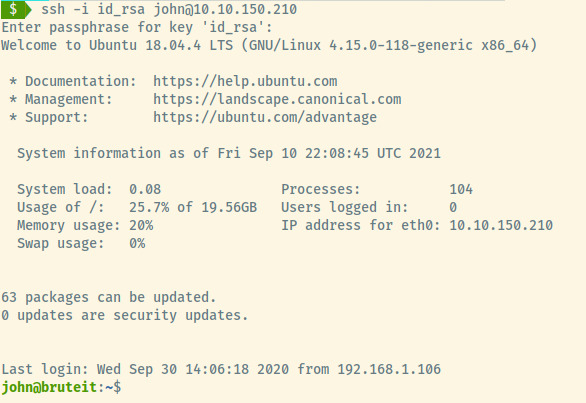 $ ssh -i id_rsa john@10.10.150.210
Enter passphrase for key 'id_rsa':
Welcome to Ubuntu 18.04.4 LTS (GNU/Linux 4.15.0-118-generic x86_64)
* Documentation:  https://help.ubuntu.com
* Management:     https://landscape.canonical.com
* Support:        https://ubuntu.com/advantage
System information as of Fri Sep 10 22:08:45 UTC 2021
System load:  0.08               Processes:           104
Usage of /:   25.7% of 19.56GB   Users logged in:     0
Memory usage: 20%                IP address for eth0: 10.10.150.210
Swap usage:   0%
63 packages can be updated.
0 updates are security updates.
Last login: Wed Sep 30 14:06:18 2020 from 192.168.1.106
john@bruteit:~$